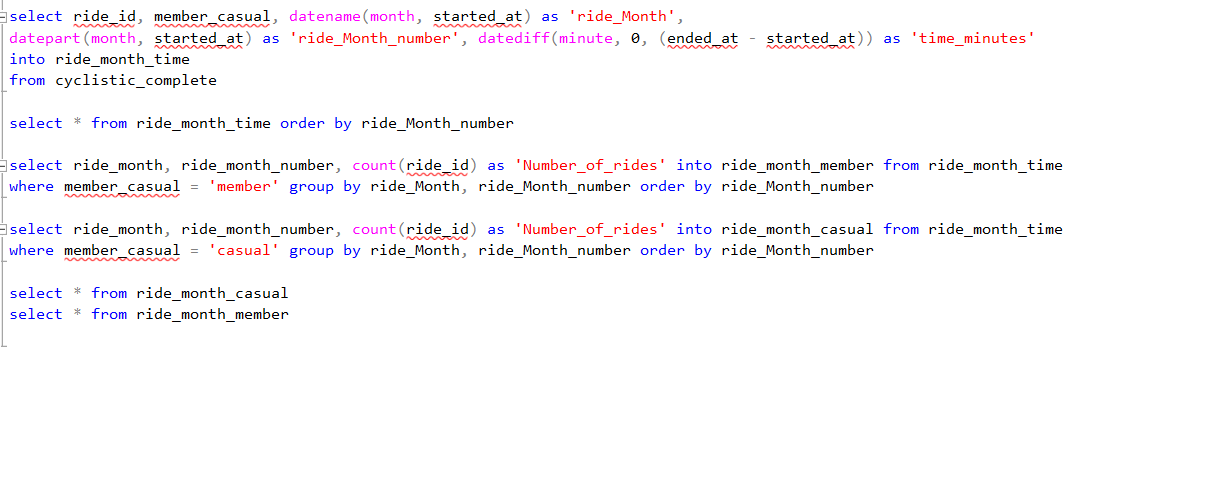 select ride_id, member_casual, datename(month, started_at) as 'ride_Month',
datepart(month, started_at) as 'ride_Month_number', datediff(minute, 0, (ended_at - started_at)) as 'time_minutes'
into ride_month_time
from cyclistic_complete
select * from ride_month_time order by ride_Month_number
select ride_month, ride_month_number, count(ride_id) as 'Number_of_rides' into ride_month_member from ride_month_time
where member_casual = 'member' group by ride_Month, ride_Month_number order by ride_Month_number
select ride_month, ride_month_number, count(ride_id) as 'Number_of_rides' into ride_month_casual from ride_month_time
where member_casual = 'casual' group by ride_Month, ride_Month_number order by ride_Month_number
select * from ride_month_casual
select * from ride_month_member